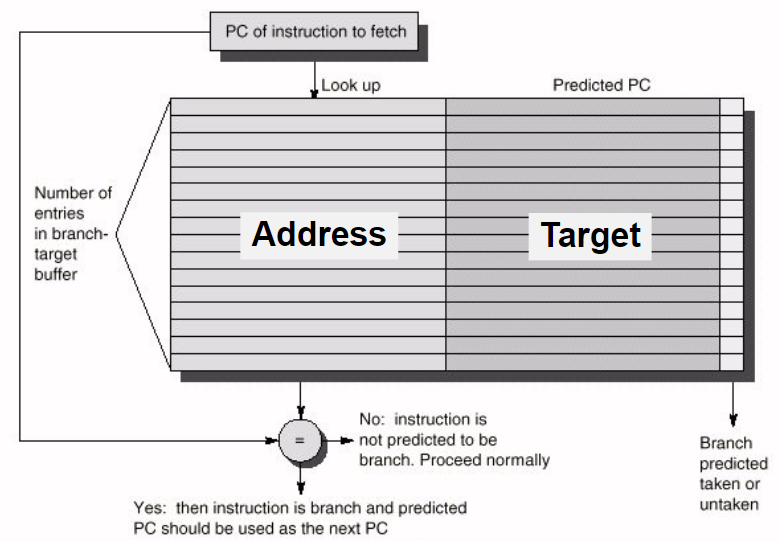 PC of instruction to fetch
Look up
Predicted PC
Number of
entries
in branch-
target
buffer
Address
Target
=
No: instruction is
not predicted to be
branch. Proceed normally
Branch
predicted
taken or
untaken
Yes: then instruction is branch and predicted
PC should be used as the next PC